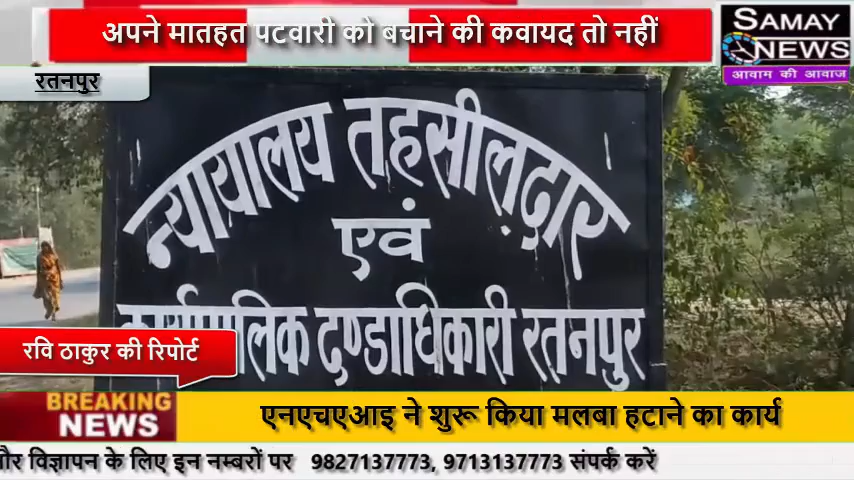 अपने मातहत पटवारी को बचाने की कवायद तो नहीं
SAMAY
NEWS
आवाम की आवाज
रतनपुर
न्यायालय तहसीलदार
एवं
लिक दण्डाधिकारी रतनपुर
रवि ठाकुर की रिपोर्ट
BREAKING
NEWS
एनएचएआइ ने शुरू किया मलबा हटाने का कार्य
और विज्ञापन के लिए इन नम्बरों पर 9827137773, 9713137773 संपर्क करें